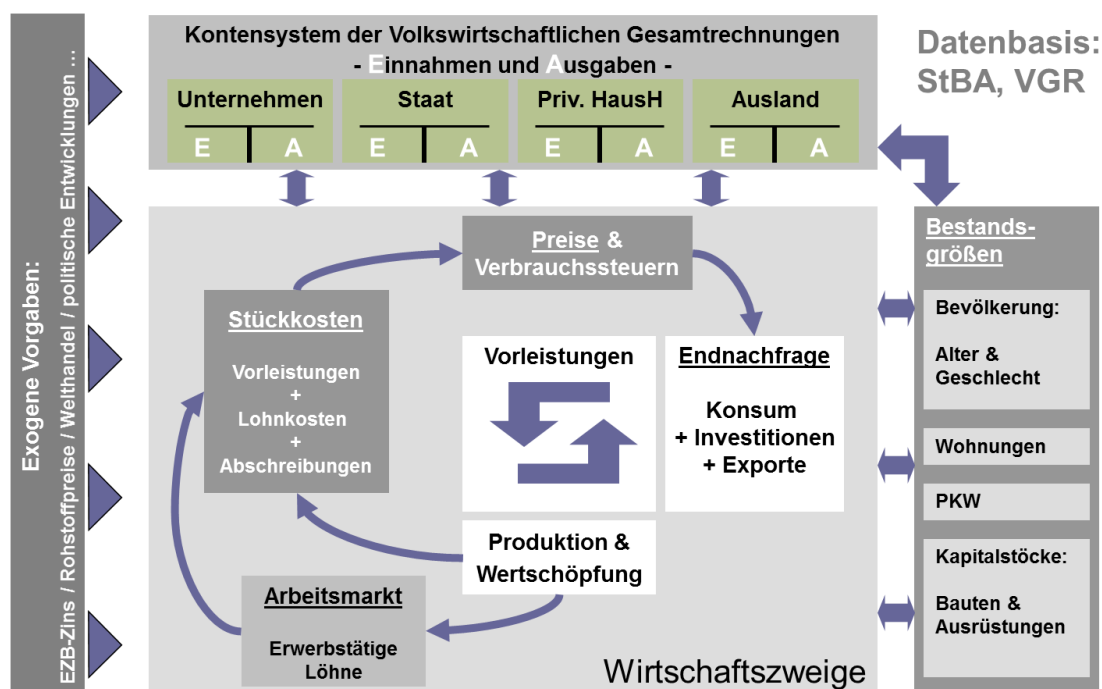 Exogene Vorgaben:
EZB-Zins / Rohstoffpreise / Welthandel / politische Entwicklungen ...
Kontensystem der Volkswirtschaftlichen Gesamtrechnungen
- Einnahmen und Ausgaben -
Unternehmen
E A
Staat
E A
Priv. HausH
E A
Ausland
E A
Datenbasis:
StBA, VGR
Preise &
Verbrauchssteuern
Stückkosten
Vorleistungen
+
Lohnkosten
+
Abschreibungen
Vorleistungen
Endnachfrage
Konsum
+ Investitionen
+ Exporte
Produktion &
Wertschöpfung
Arbeitsmarkt
Erwerbstätige
Löhne
Wirtschaftszweige
Bestands-
größen
Bevölkerung:
Alter &
Geschlecht
Wohnungen
PKW
Kapitalstöcke:
Bauten &
Ausrüstungen